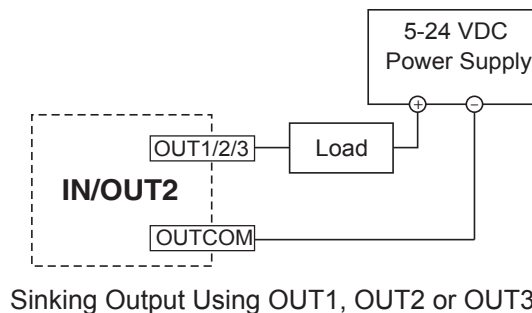 5-24 VDC
Power Supply
+ −
OUT1/2/3
Load
IN/OUT2
OUTCOM
Sinking Output Using OUT1, OUT2 or OUT3